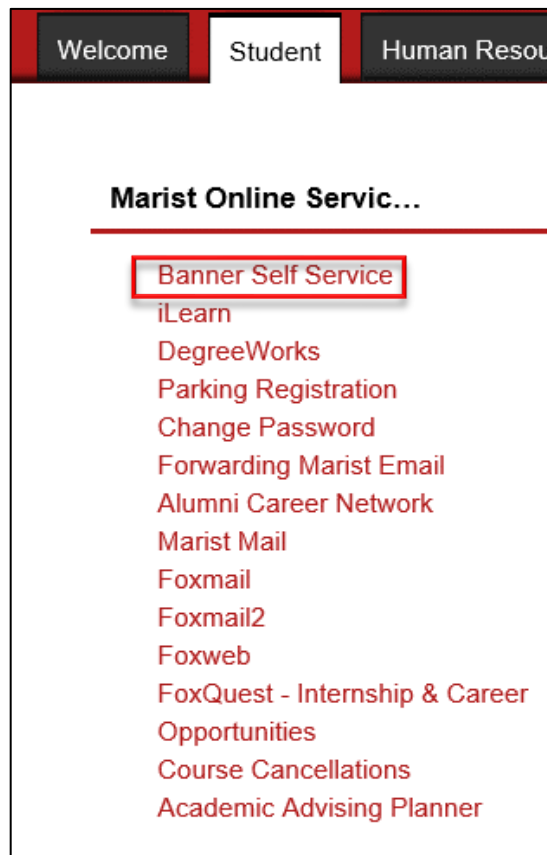 Welcome Student Human Resou
Marist Online Servic...
Banner Self Service
iLearn
DegreeWorks
Parking Registration
Change Password
Forwarding Marist Email
Alumni Career Network
Marist Mail
Foxmail
Foxmail2
Foxweb
FoxQuest - Internship & Career
Opportunities
Course Cancellations
Academic Advising Planner